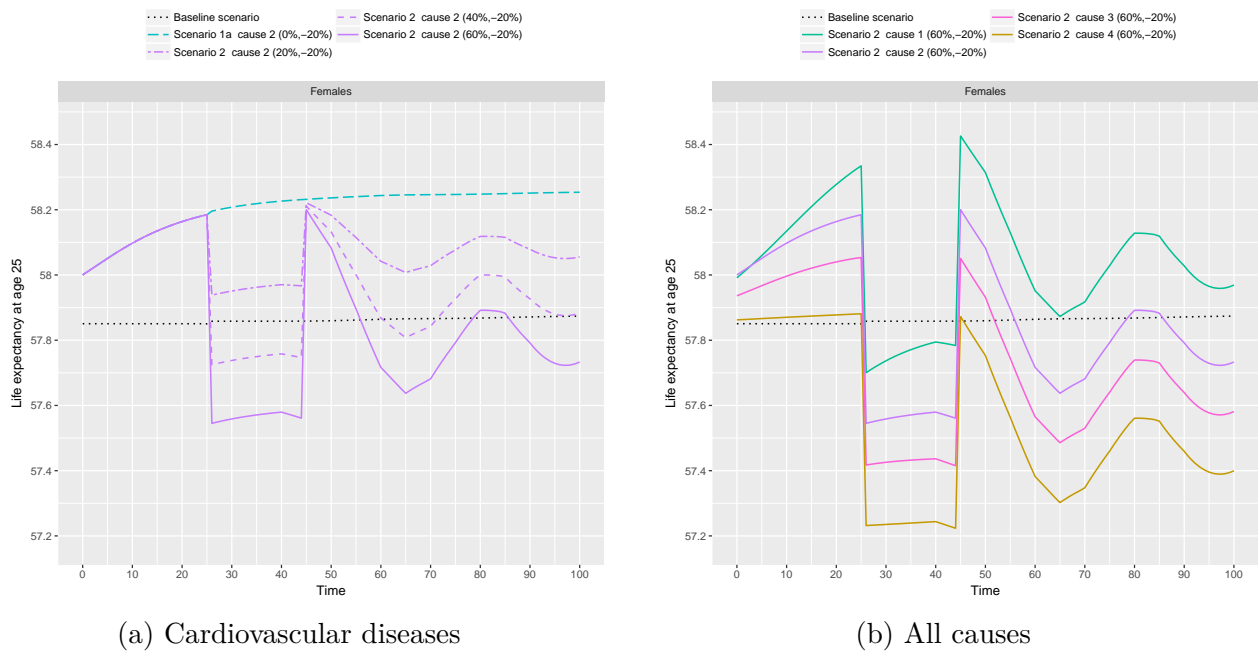 Baseline scenario
Scenario 1a cause 2 (0%,−20%)
Scenario 2 cause 2 (20%,−20%)
Scenario 2 cause 2 (40%,−20%)
Scenario 2 cause 2 (60%,−20%)
Females
58.4
58.2
58
57.8
57.6
57.4
57.2
Life expectancy at age 25
0 10 20 30 40 50 60 70 80 90 100
Time
(a) Cardiovascular diseases
Baseline scenario
Scenario 2 cause 1 (60%,−20%)
Scenario 2 cause 2 (60%,−20%)
Scenario 2 cause 3 (60%,−20%)
Scenario 2 cause 4 (60%,−20%)
Females
58.4
58.2
58
57.8
57.6
57.4
57.2
Life expectancy at age 25
0 10 20 30 40 50 60 70 80 90 100
Time
(b) All causes